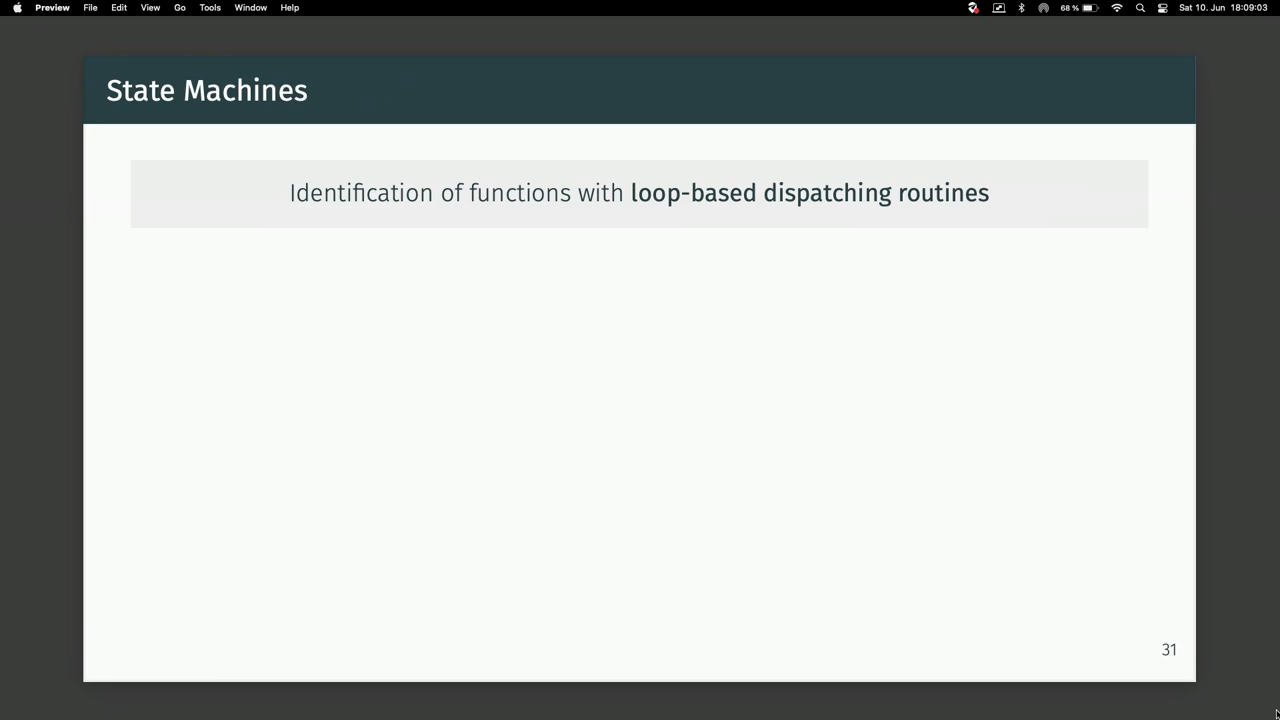 Preview File Edit View Go Tools Window Help 68 % Sat 10. Jun 18:09:03
State Machines
Identification of functions with loop-based dispatching routines
31